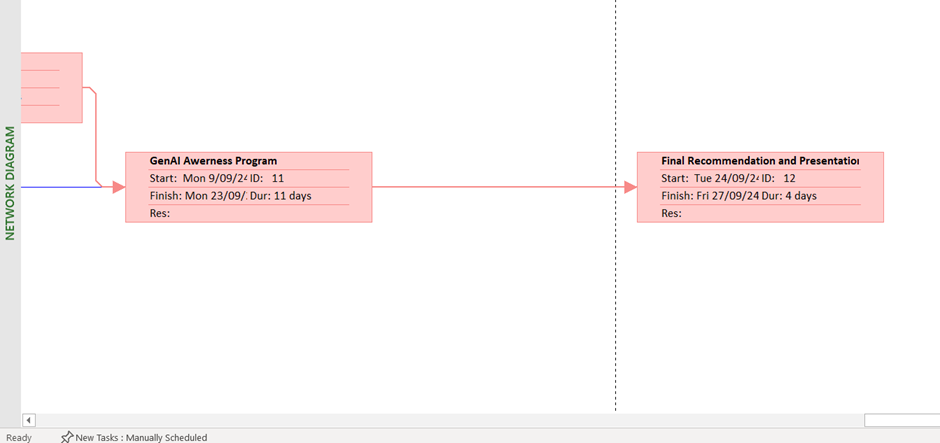 NETWORK DIAGRAM
GenAI Awerness Program
Start: Mon 9/09/24 ID: 11
Finish: Mon 23/09/. Dur: 11 days
Res:
Final Recommendation and Presentation
Start: Tue 24/09/24 ID: 12
Finish: Fri 27/09/24 Dur: 4 days
Res:
Ready
New Tasks : Manually Scheduled